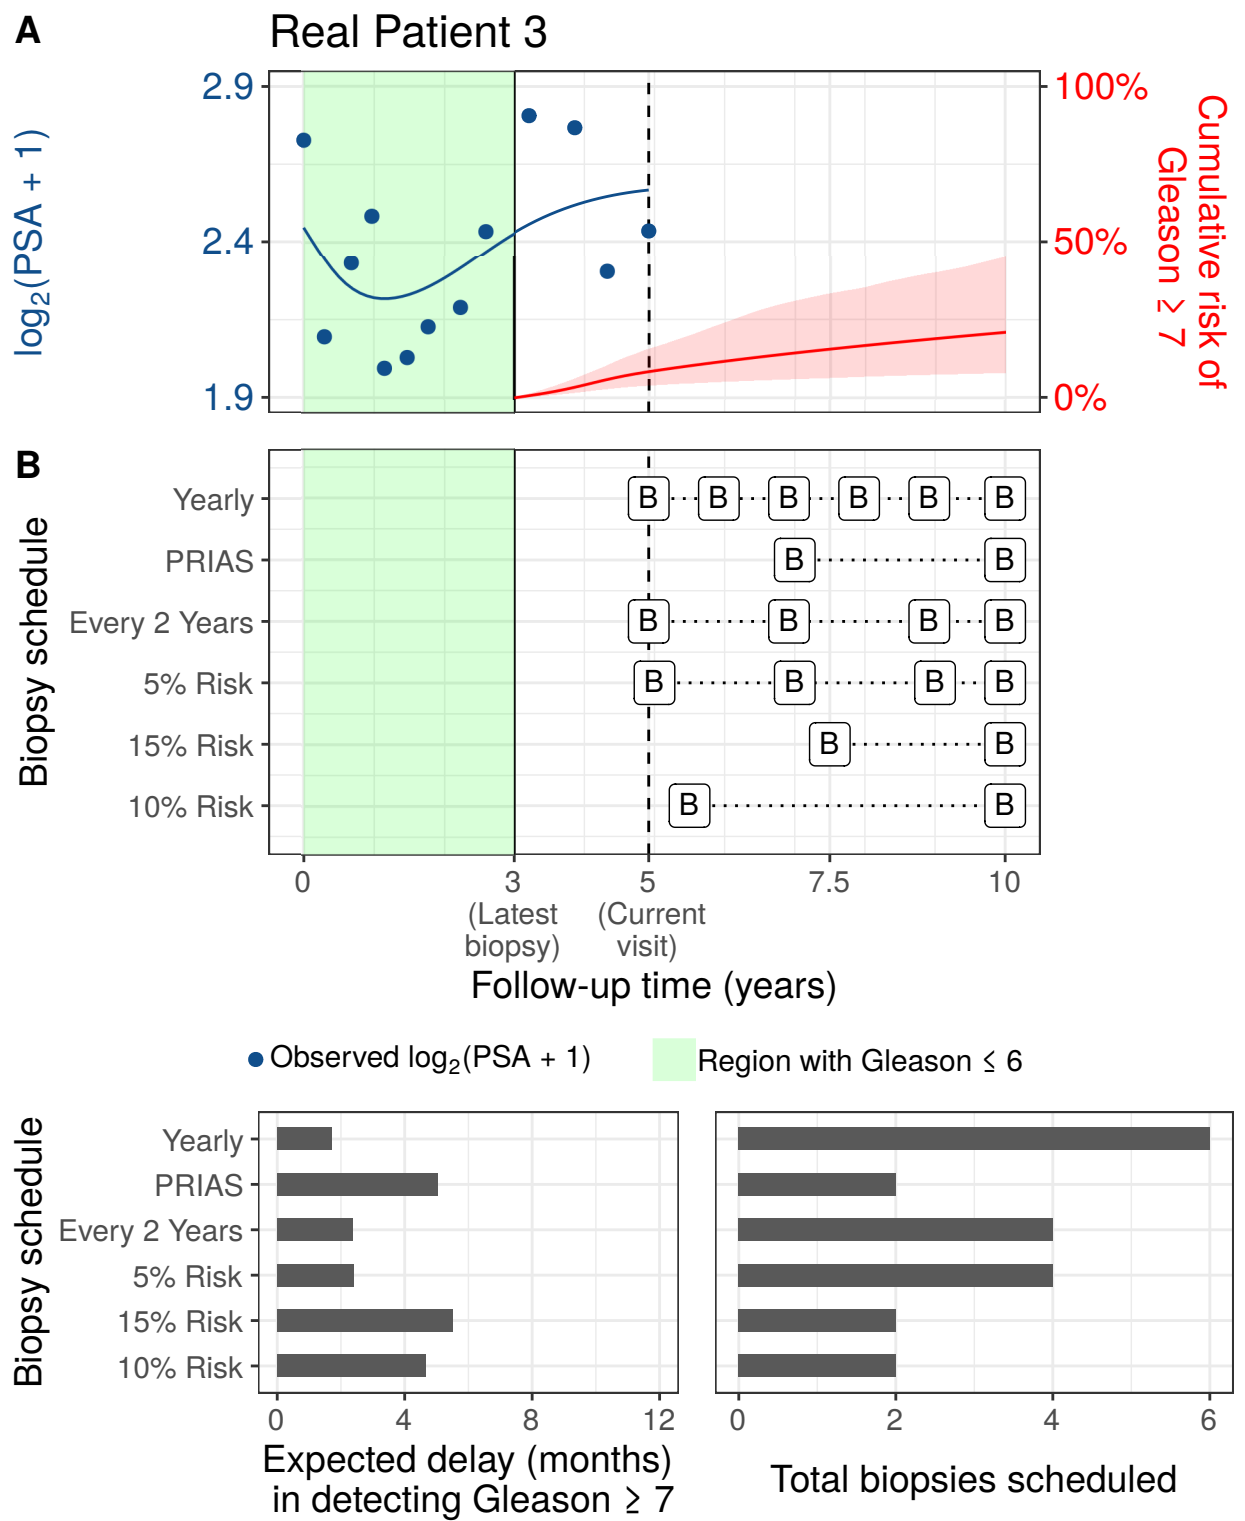 A
Real Patient 3
log₂(PSA + 1)
2.9
2.4
1.9
100%
50%
0%
Cumulative risk of
Gleason ≥ 7
B
Biopsy schedule
Yearly
B B B B B B
PRIAS
B B
Every 2 Years
B B B B
5% Risk
B B B B
15% Risk
B B
10% Risk
B B
0 3 5 7.5 10
(Latest (Current
biopsy) visit)
Follow-up time (years)
Observed log₂(PSA + 1)
Region with Gleason ≤ 6
Biopsy schedule
Yearly
PRIAS
Every 2 Years
5% Risk
15% Risk
10% Risk
0 4 8 12
Expected delay (months)
in detecting Gleason ≥ 7
0 2 4 6
Total biopsies scheduled